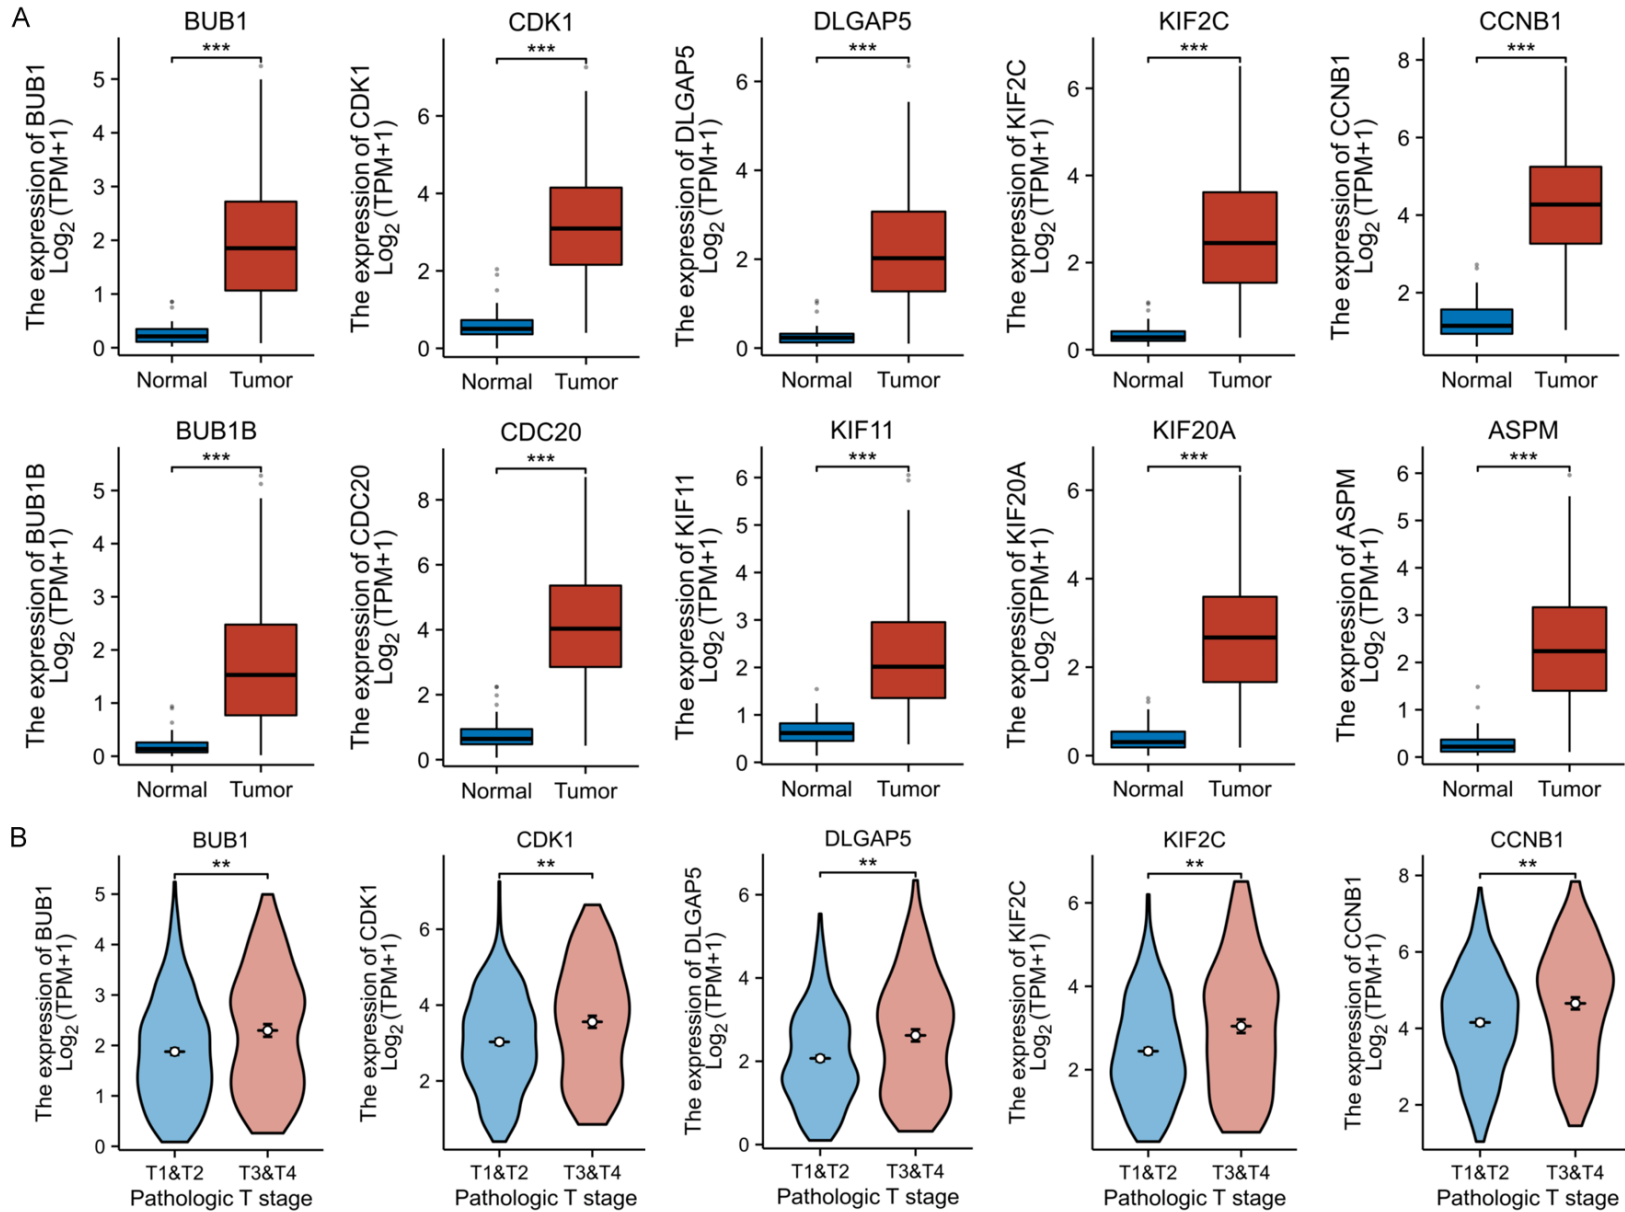 A
BUB1
***
The expression of BUB1
Log2 (TPM+1)
5
4
3
2
1
0
Normal Tumor
CDK1
***
The expression of CDK1
Log2 (TPM+1)
6
4
2
0
Normal Tumor
DLGAP5
***
The expression of DLGAP5
Log2 (TPM+1)
6
4
2
0
Normal Tumor
KIF2C
***
The expression of KIF2C
Log2 (TPM+1)
6
4
2
0
Normal Tumor
CCNB1
***
The expression of CCNB1
Log2 (TPM+1)
8
6
4
2
Normal Tumor
BUB1B
***
The expression of BUB1B
Log2 (TPM+1)
5
4
3
2
1
0
Normal Tumor
CDC20
***
The expression of CDC20
Log2 (TPM+1)
8
6
4
2
0
Normal Tumor
KIF11
***
The expression of KIF11
Log2 (TPM+1)
6
5
4
3
2
1
0
Normal Tumor
KIF20A
***
The expression of KIF20A
Log2 (TPM+1)
6
4
2
0
Normal Tumor
ASPM
***
The expression of ASPM
Log2 (TPM+1)
6
5
4
3
2
1
0
Normal Tumor
B
BUB1
**
The expression of BUB1
Log2 (TPM+1)
5
4
3
2
1
0
T1&T2 T3&T4
Pathologic T stage
CDK1
**
The expression of CDK1
Log2 (TPM+1)
6
4
2
T1&T2 T3&T4
Pathologic T stage
DLGAP5
**
The expression of DLGAP5
Log2 (TPM+1)
6
4
2
0
T1&T2 T3&T4
Pathologic T stage
KIF2C
**
The expression of KIF2C
Log2 (TPM+1)
6
4
2
T1&T2 T3&T4
Pathologic T stage
CCNB1
**
The expression of CCNB1
Log2 (TPM+1)
8
6
4
2
T1&T2 T3&T4
Pathologic T stage